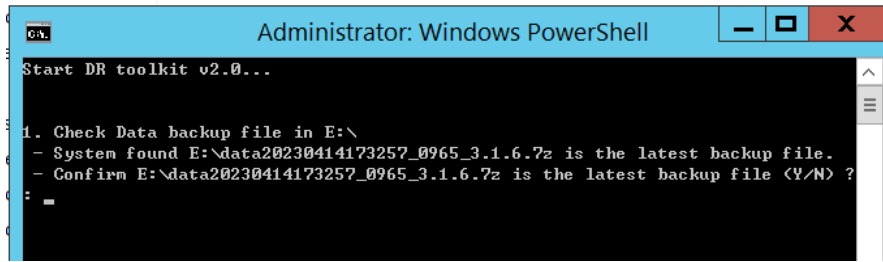 Administrator: Windows PowerShell
Start DR toolkit v2.0...
1. Check Data backup file in E:\
- System found E:\data20230414173257_0965_3.1.6.7z is the latest backup file.
- Confirm E:\data20230414173257_0965_3.1.6.7z is the latest backup file (Y/N) ?
: _